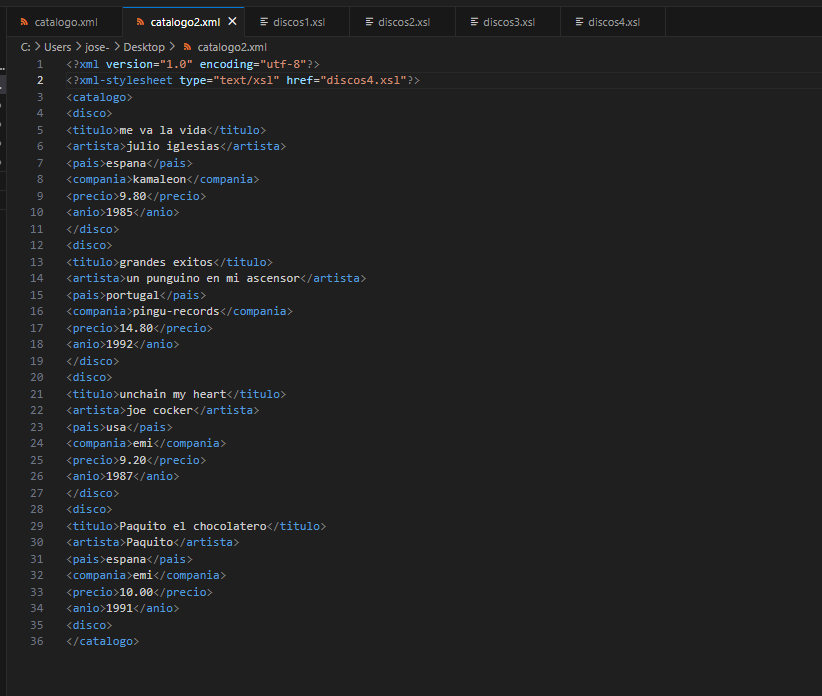 catalogo.xml catalogo2.xml discos1.xsl discos2.xsl discos3.xsl discos4.xsl
C: > Users > jose- > Desktop > catalogo2.xml
1 <?xml version="1.0" encoding="utf-8"?>
2 <?xml-stylesheet type="text/xsl" href="discos4.xsl"?>
3 <catalogo>
4 <disco>
5 <titulo>me va la vida</titulo>
6 <artista>julio iglesias</artista>
7 <pais>espana</pais>
8 <compania>kamaleon</compania>
9 <precio>9.80</precio>
10 <anio>1985</anio>
11 </disco>
12 <disco>
13 <titulo>grandes exitos</titulo>
14 <artista>un punguino en mi ascensor</artista>
15 <pais>portugal</pais>
16 <compania>pingu-records</compania>
17 <precio>14.80</precio>
18 <anio>1992</anio>
19 </disco>
20 <disco>
21 <titulo>unchain my heart</titulo>
22 <artista>joe cocker</artista>
23 <pais>usa</pais>
24 <compania>emi</compania>
25 <precio>9.20</precio>
26 <anio>1987</anio>
27 </disco>
28 <disco>
29 <titulo>Paquito el chocolatero</titulo>
30 <artista>Paquito</artista>
31 <pais>espana</pais>
32 <compania>emi</compania>
33 <precio>10.00</precio>
34 <anio>1991</anio>
35 <disco>
36 </catalogo>